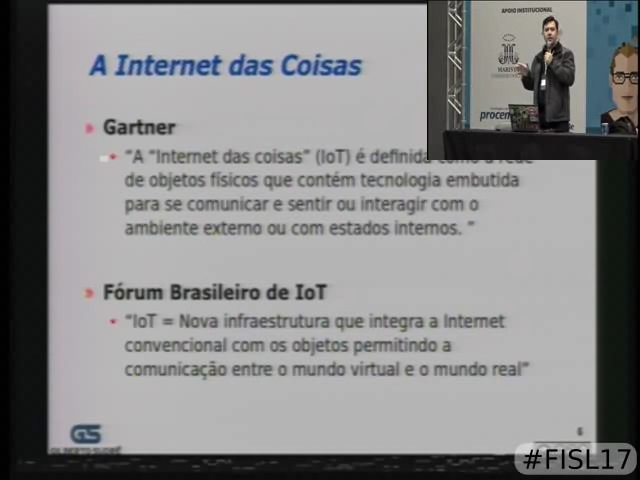 A Internet das Coisas
APOIO INSTITUCIONAL
» Gartner
“A “Internet das coisas” (IoT) é definida como a rede
de objetos físicos que contém tecnologia embutida
para se comunicar e sentir ou interagir com o
ambiente externo ou com estados internos. ”
» Fórum Brasileiro de IoT
“IoT = Nova infraestrutura que integra a Internet
convencional com os objetos permitindo a
comunicação entre o mundo virtual e o mundo real”
6
#FISL17